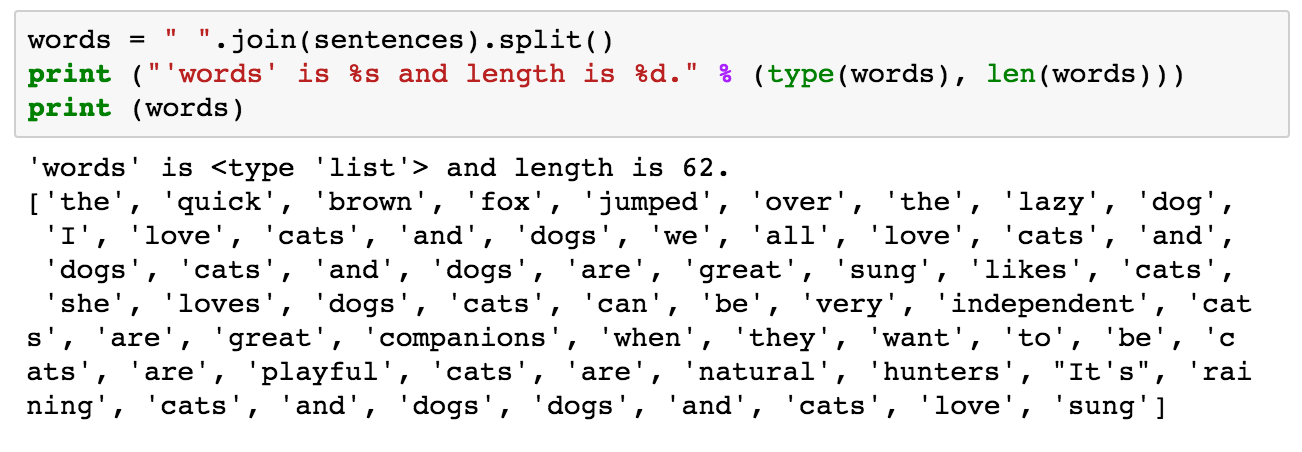 words = " ".join(sentences).split()
print ("'words' is %s and length is %d." % (type(words), len(words)))
print (words)
'words' is <type 'list'> and length is 62.
['the', 'quick', 'brown', 'fox', 'jumped', 'over', 'the', 'lazy', 'dog',
'I', 'love', 'cats', 'and', 'dogs', 'we', 'all', 'love', 'cats', 'and',
'dogs', 'cats', 'and', 'dogs', 'are', 'great', 'sung', 'likes', 'cats',
'she', 'loves', 'dogs', 'cats', 'can', 'be', 'very', 'independent', 'cat
s', 'are', 'great', 'companions', 'when', 'they', 'want', 'to', 'be', 'c
ats', 'are', 'playful', 'cats', 'are', 'natural', 'hunters', "It's", 'rai
ning', 'cats', 'and', 'dogs', 'dogs', 'and', 'cats', 'love', 'sung']